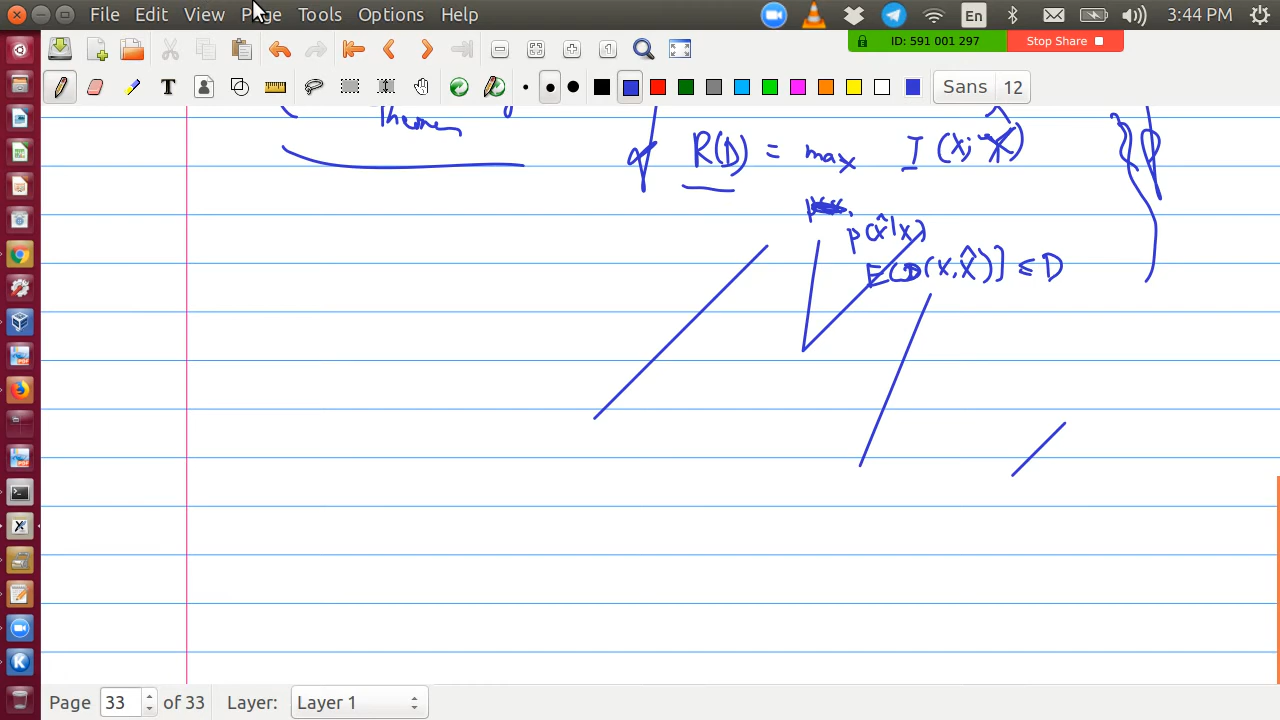 File Edit View Page Tools Options Help
En 3:44 PM
ID: 591 001 297 Stop Share
T Sans 12
R(D) = max I (X; X̂)
p(x̂|x)
E[D(X, X̂)] ≤ D
Page 33 of 33 Layer: Layer 1